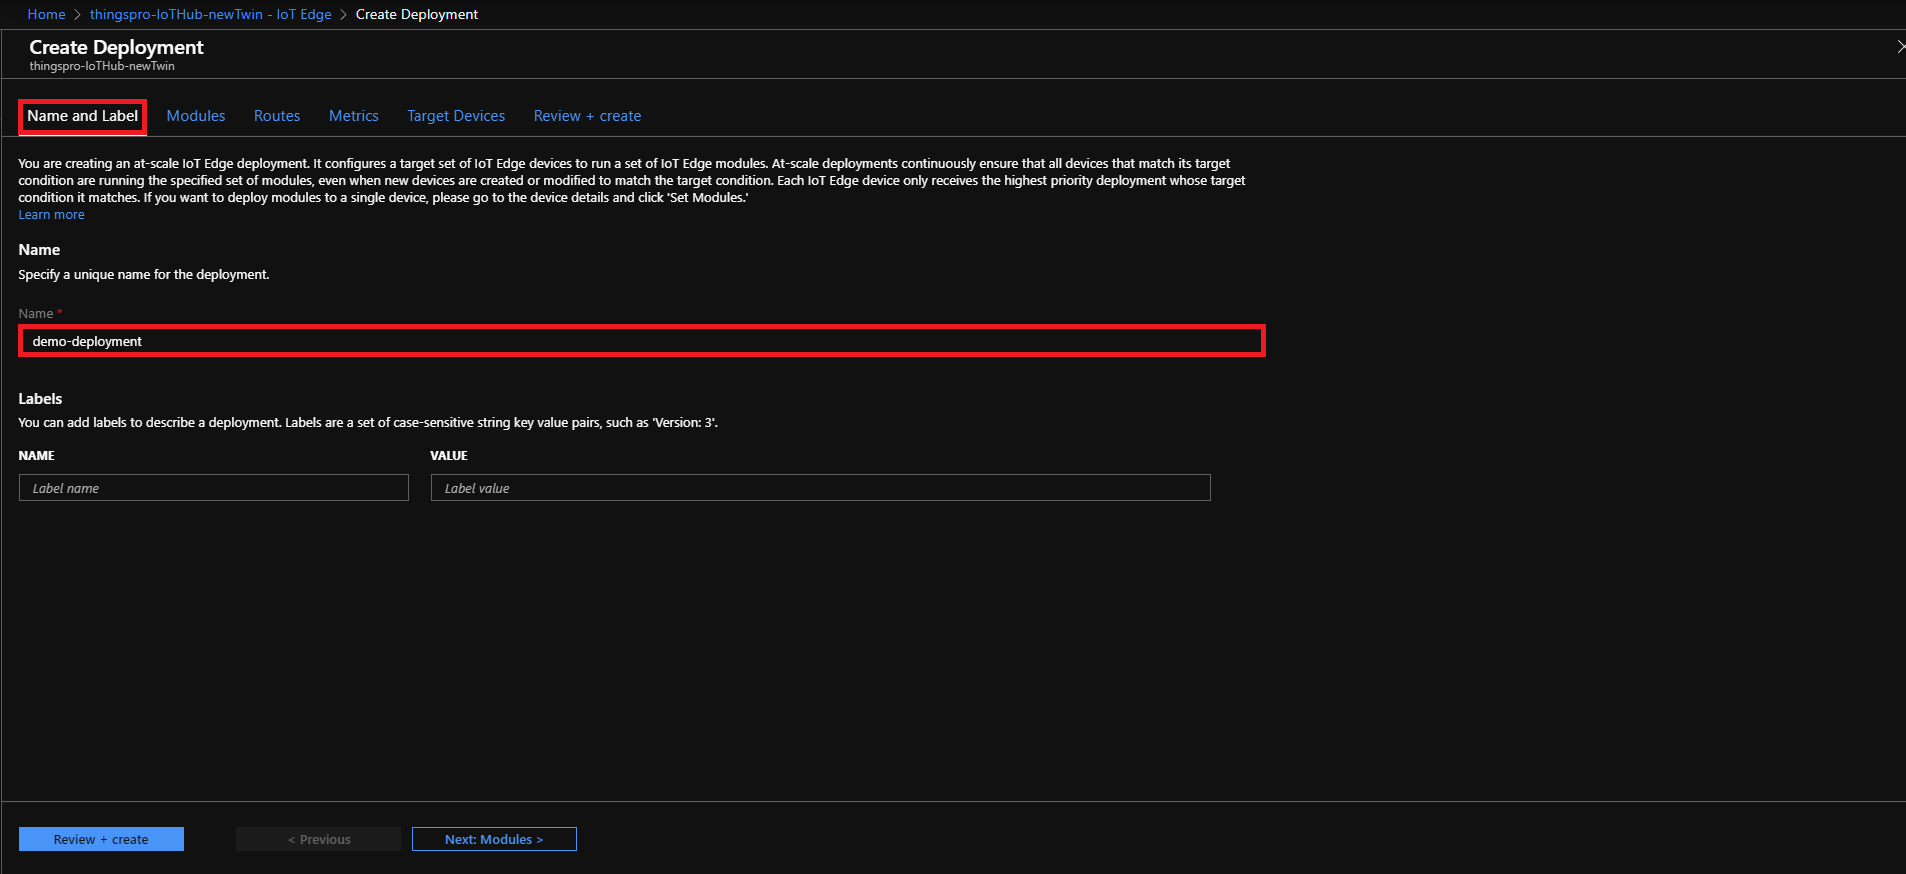 Home > thingspro-IoTHub-newTwin - IoT Edge > Create Deployment
Create Deployment
thingspro-IoTHub-newTwin
Name and Label Modules Routes Metrics Target Devices Review + create
You are creating an at-scale IoT Edge deployment. It configures a target set of IoT Edge devices to run a set of IoT Edge modules. At-scale deployments continuously ensure that all devices that match its target
condition are running the specified set of modules, even when new devices are created or modified to match the target condition. Each IoT Edge device only receives the highest priority deployment whose target
condition it matches. If you want to deploy modules to a single device, please go to the device details and click 'Set Modules.'
Learn more
Name
Specify a unique name for the deployment.
Name *
demo-deployment
Labels
You can add labels to describe a deployment. Labels are a set of case-sensitive string key value pairs, such as 'Version: 3'.
NAME VALUE
Label name Label value
Review + create < Previous Next: Modules >